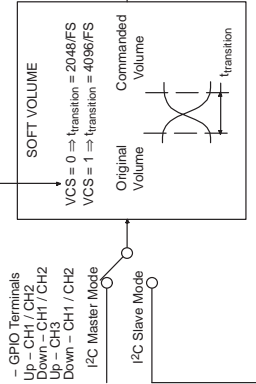 SOFT VOLUME
VCS = 0 ⇒ ttransition = 2048/FS
VCS = 1 ⇒ ttransition = 4096/FS
Original
Volume
Commanded
Volume
ttransition
– GPIO Terminals
Up – CH1 / CH2
Down – CH1 / CH2
Up – CH3
Down – CH1 / CH2
I2C Master Mode
I2C Slave Mode